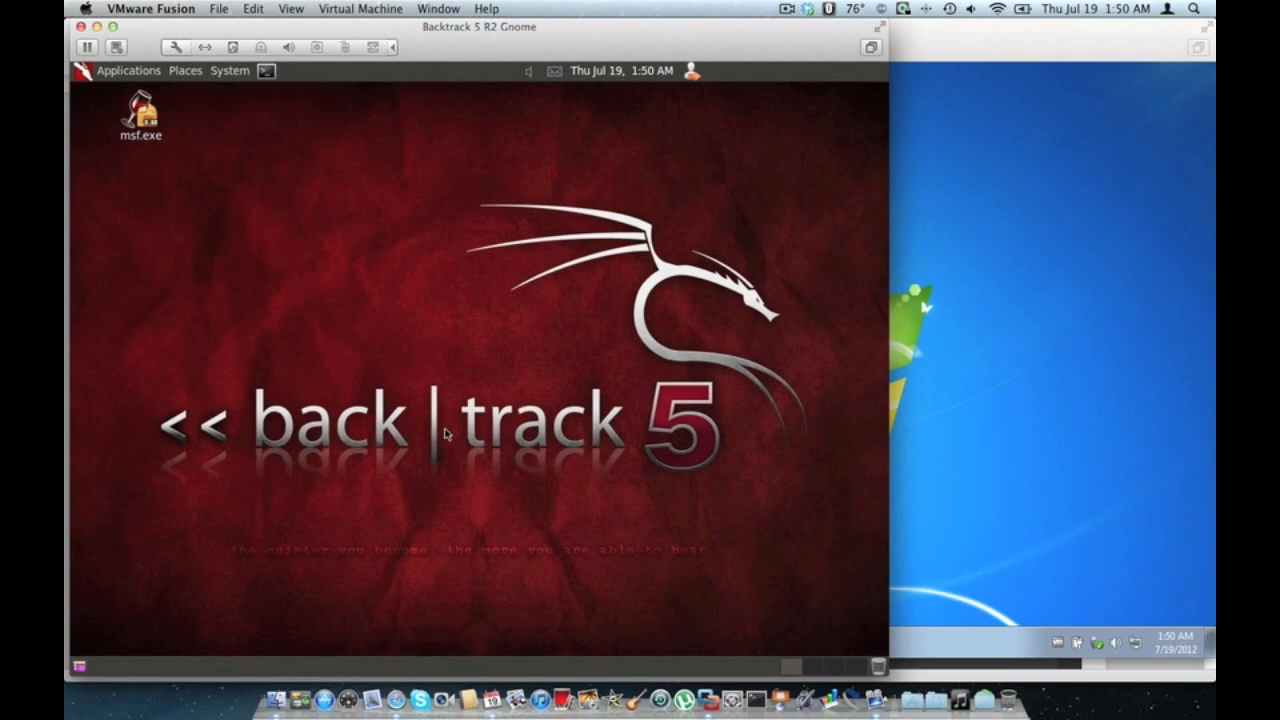 VMware Fusion File Edit View Virtual Machine Window Help 76° Thu Jul 19 1:50 AM
Backtrack 5 R2 Gnome
Applications Places System Thu Jul 19, 1:50 AM
msf.exe
<< back | track 5
the quieter you become, the more you are able to hear
1:50 AM
7/19/2012